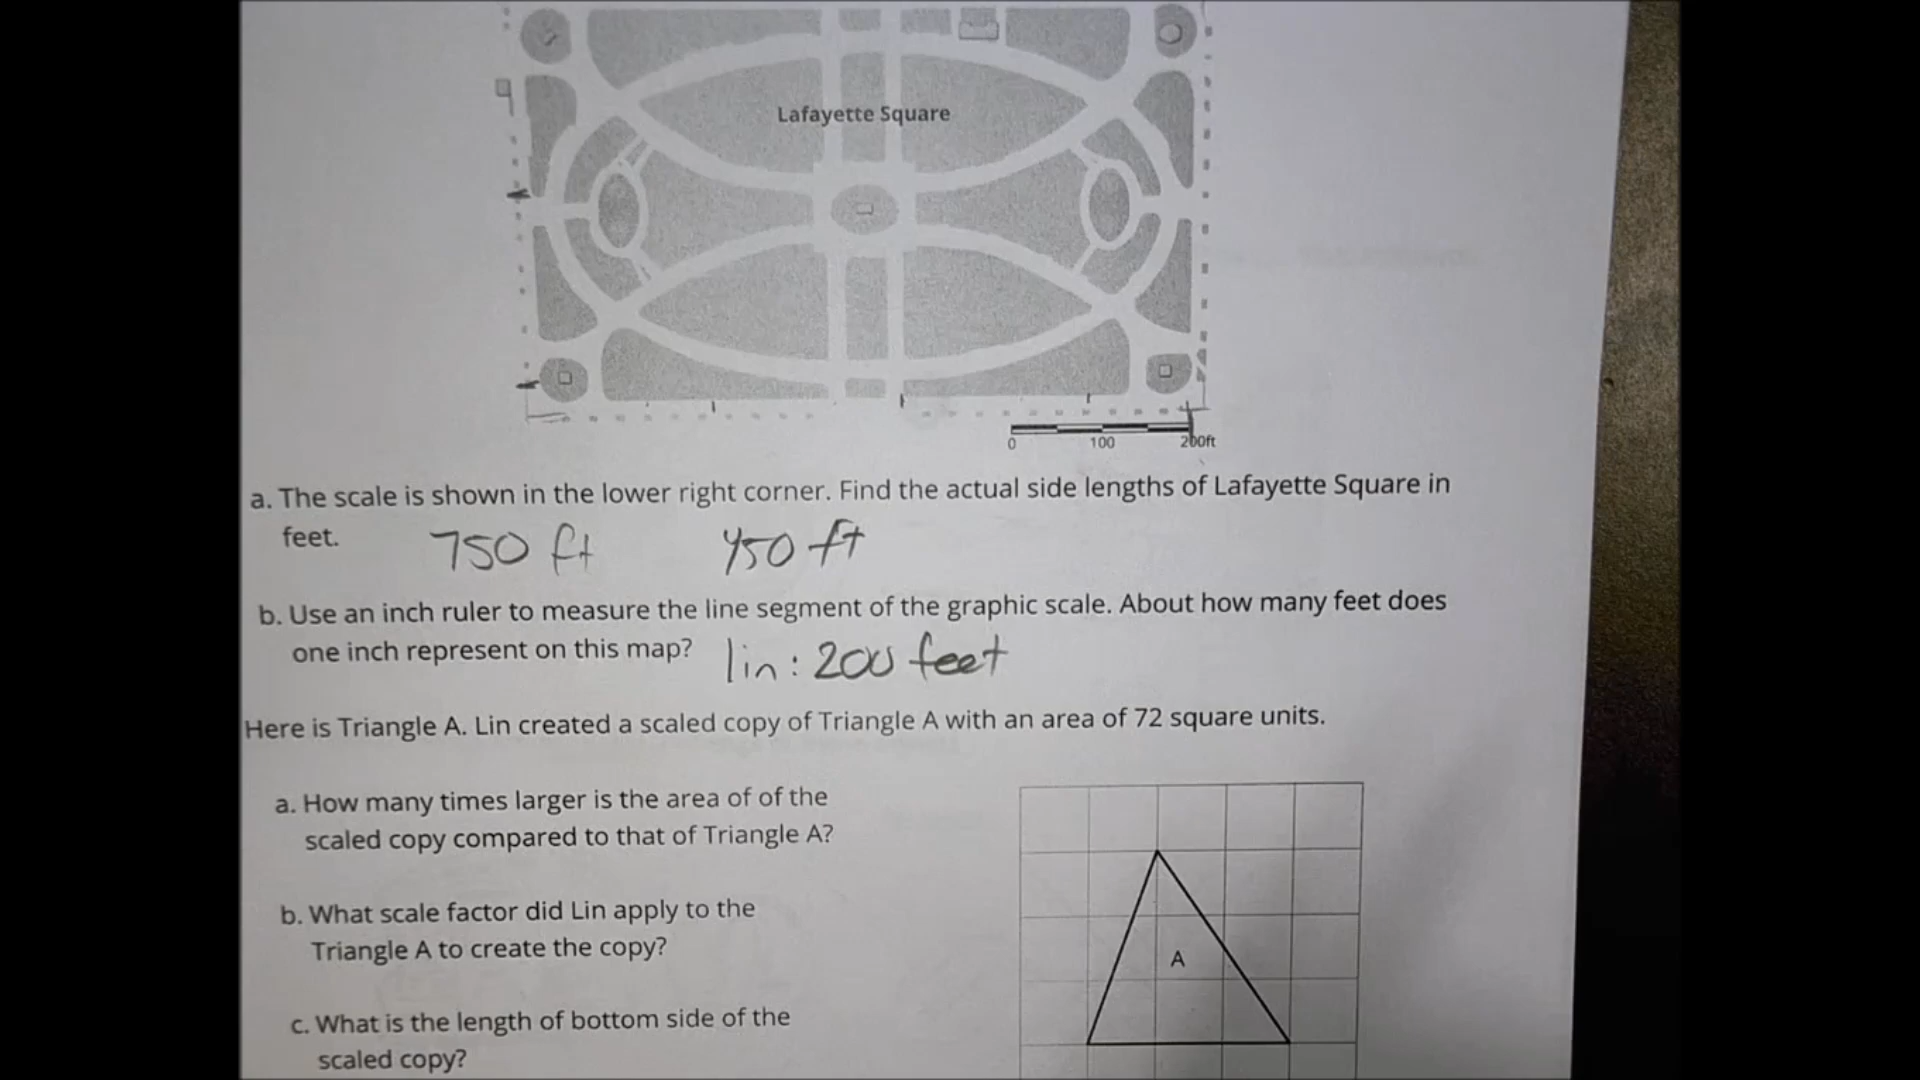 Lafayette Square
0 100 200ft
a. The scale is shown in the lower right corner. Find the actual side lengths of Lafayette Square in
feet. 750 ft 450 ft
b. Use an inch ruler to measure the line segment of the graphic scale. About how many feet does
one inch represent on this map? 1in: 200 feet
Here is Triangle A. Lin created a scaled copy of Triangle A with an area of 72 square units.
a. How many times larger is the area of of the
scaled copy compared to that of Triangle A?
b. What scale factor did Lin apply to the
Triangle A to create the copy?
c. What is the length of bottom side of the
scaled copy?
A